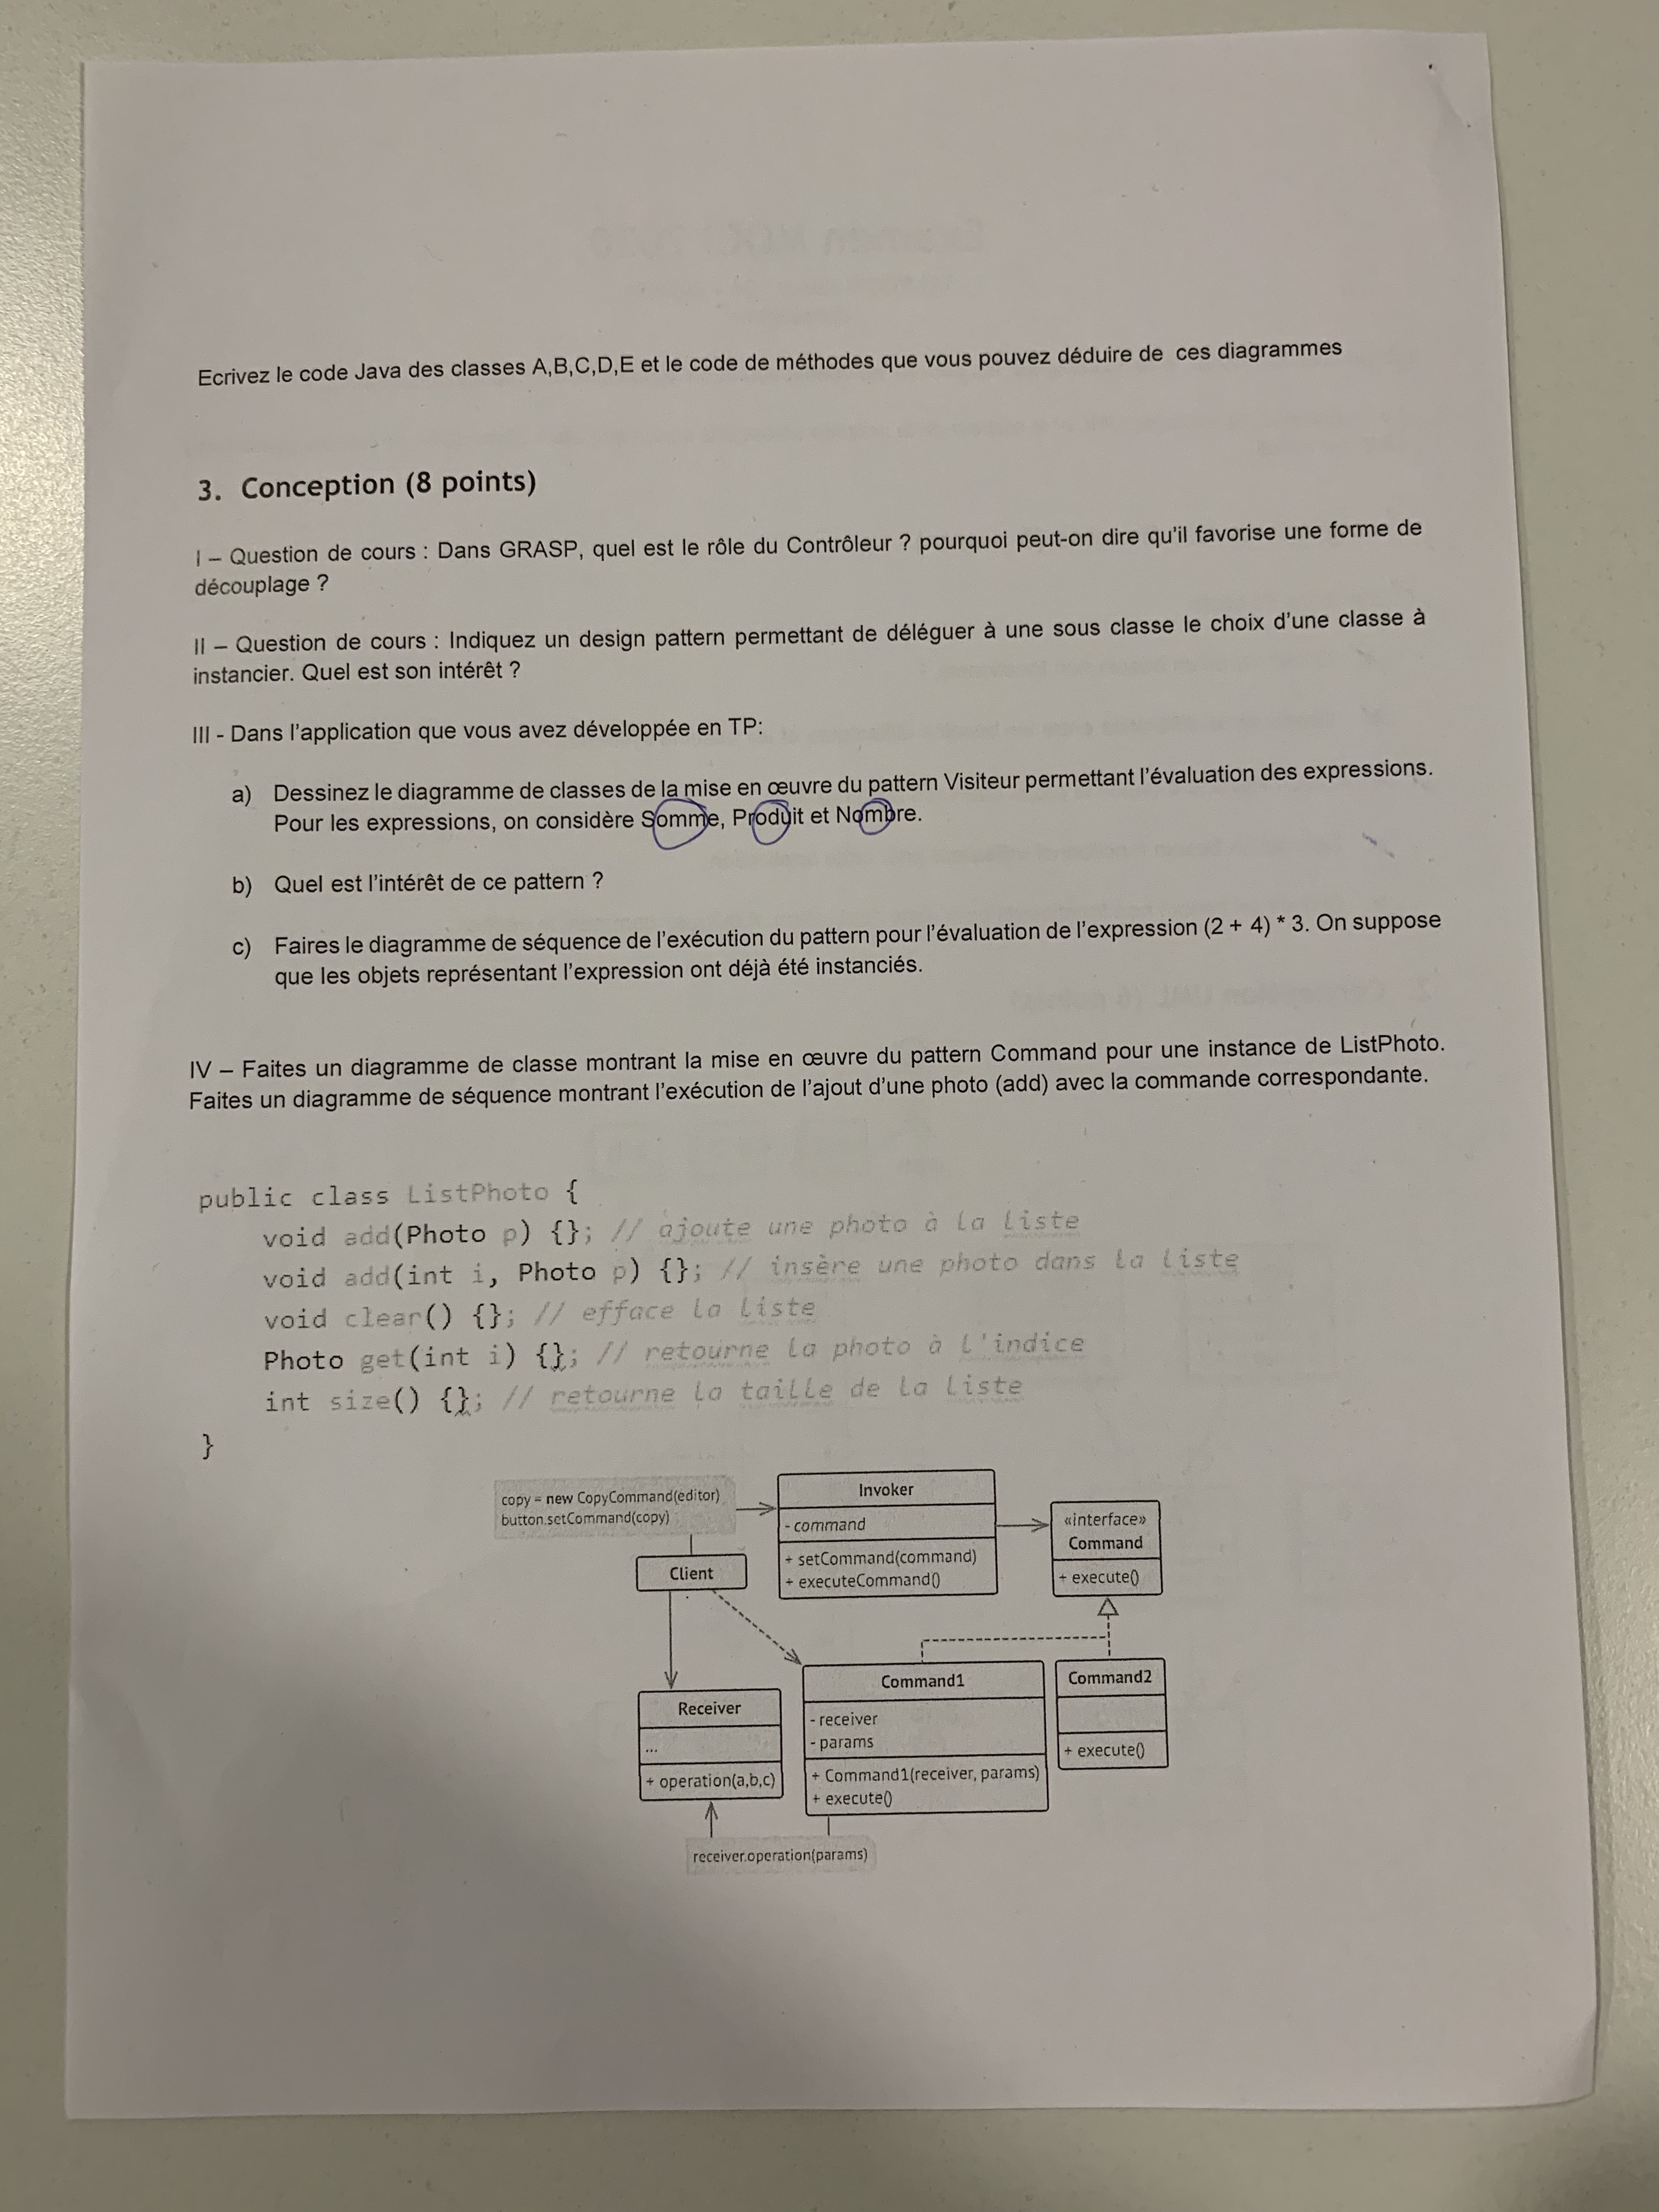 Ecrivez le code Java des classes A,B,C,D,E et le code de méthodes que vous pouvez déduire de ces diagrammes
3. Conception (8 points)
I – Question de cours : Dans GRASP, quel est le rôle du Contrôleur ? pourquoi peut-on dire qu'il favorise une forme de
découplage ?
II – Question de cours : Indiquez un design pattern permettant de déléguer à une sous classe le choix d'une classe à
instancier. Quel est son intérêt ?
III - Dans l'application que vous avez développée en TP:
a) Dessinez le diagramme de classes de la mise en œuvre du pattern Visiteur permettant l'évaluation des expressions.
Pour les expressions, on considère Somme, Produit et Nombre.
b) Quel est l'intérêt de ce pattern ?
c) Faires le diagramme de séquence de l'exécution du pattern pour l'évaluation de l'expression (2 + 4) * 3. On suppose
que les objets représentant l'expression ont déjà été instanciés.
IV – Faites un diagramme de classe montrant la mise en œuvre du pattern Command pour une instance de ListPhoto.
Faites un diagramme de séquence montrant l'exécution de l'ajout d'une photo (add) avec la commande correspondante.
public class ListPhoto {
void add(Photo p) {}; // ajoute une photo à la liste
void add(int i, Photo p) {}; // insère une photo dans la liste
void clear() {}; // efface la liste
Photo get(int i) {}; // retourne la photo à l'indice
int size() {}; // retourne la taille de la liste
}
copy = new CopyCommand(editor)
button.setCommand(copy)
Client
Invoker
- command
+ setCommand(command)
+ executeCommand()
«interface»
Command
+ execute()
Receiver
...
+ operation(a,b,c)
Command1
- receiver
- params
+ Command1(receiver, params)
+ execute()
Command2
+ execute()
receiver.operation(params)